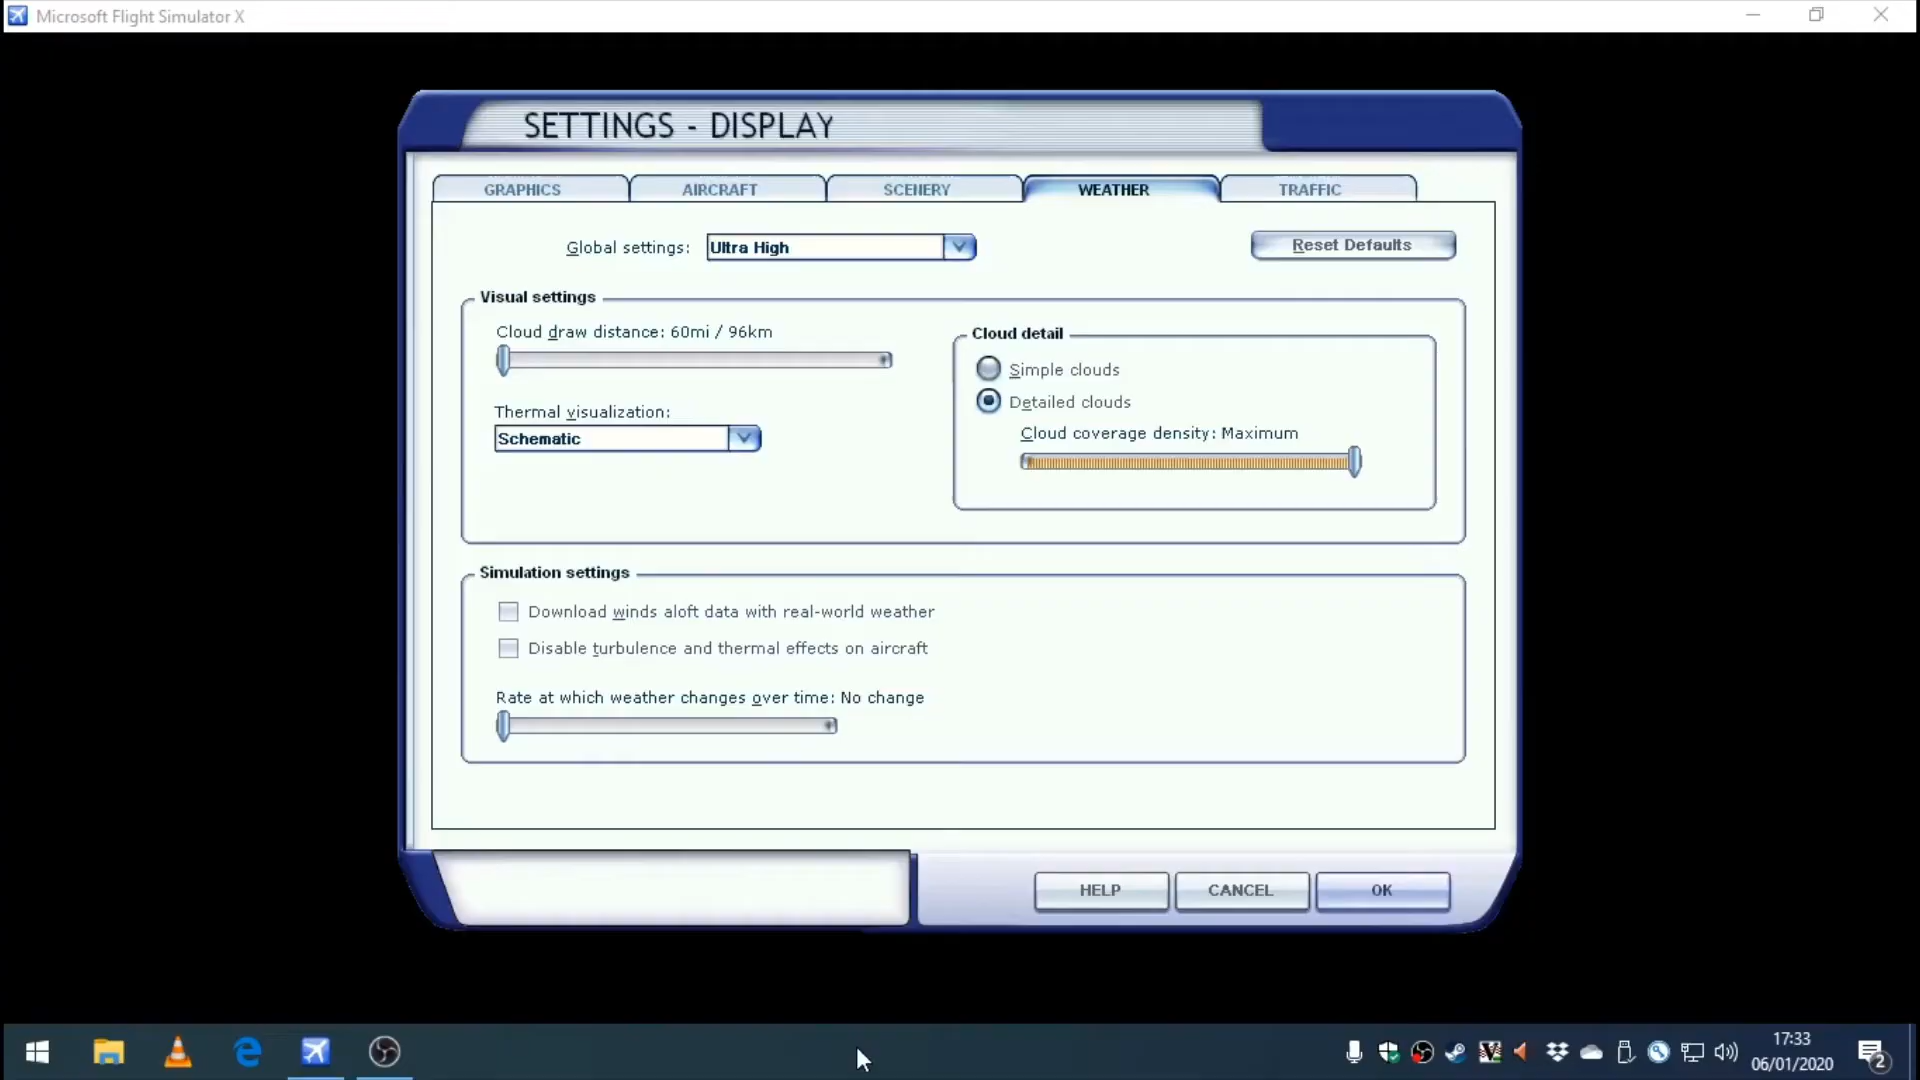 Microsoft Flight Simulator X
SETTINGS - DISPLAY
GRAPHICS
AIRCRAFT
SCENERY
WEATHER
TRAFFIC
Global settings: Ultra High
Reset Defaults
Visual settings
Cloud draw distance: 60mi / 96km
Thermal visualization:
Schematic
Cloud detail
Simple clouds
Detailed clouds
Cloud coverage density: Maximum
Simulation settings
Download winds aloft data with real-world weather
Disable turbulence and thermal effects on aircraft
Rate at which weather changes over time: No change
HELP
CANCEL
OK
17:33
06/01/2020
2